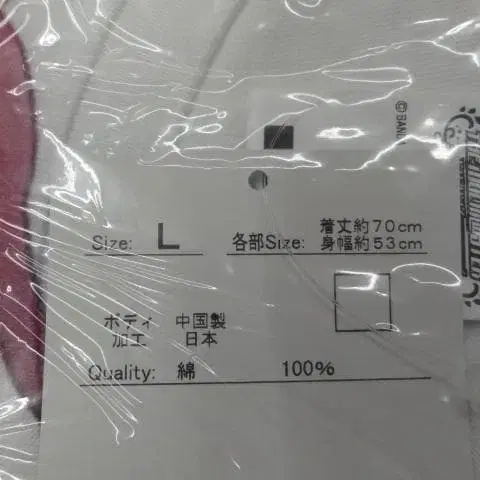 ©BANDAI
Size: L 各部Size: 着丈約70cm
身幅約53cm
ボディ 中国製
加工 日本
Quality: 綿 100%